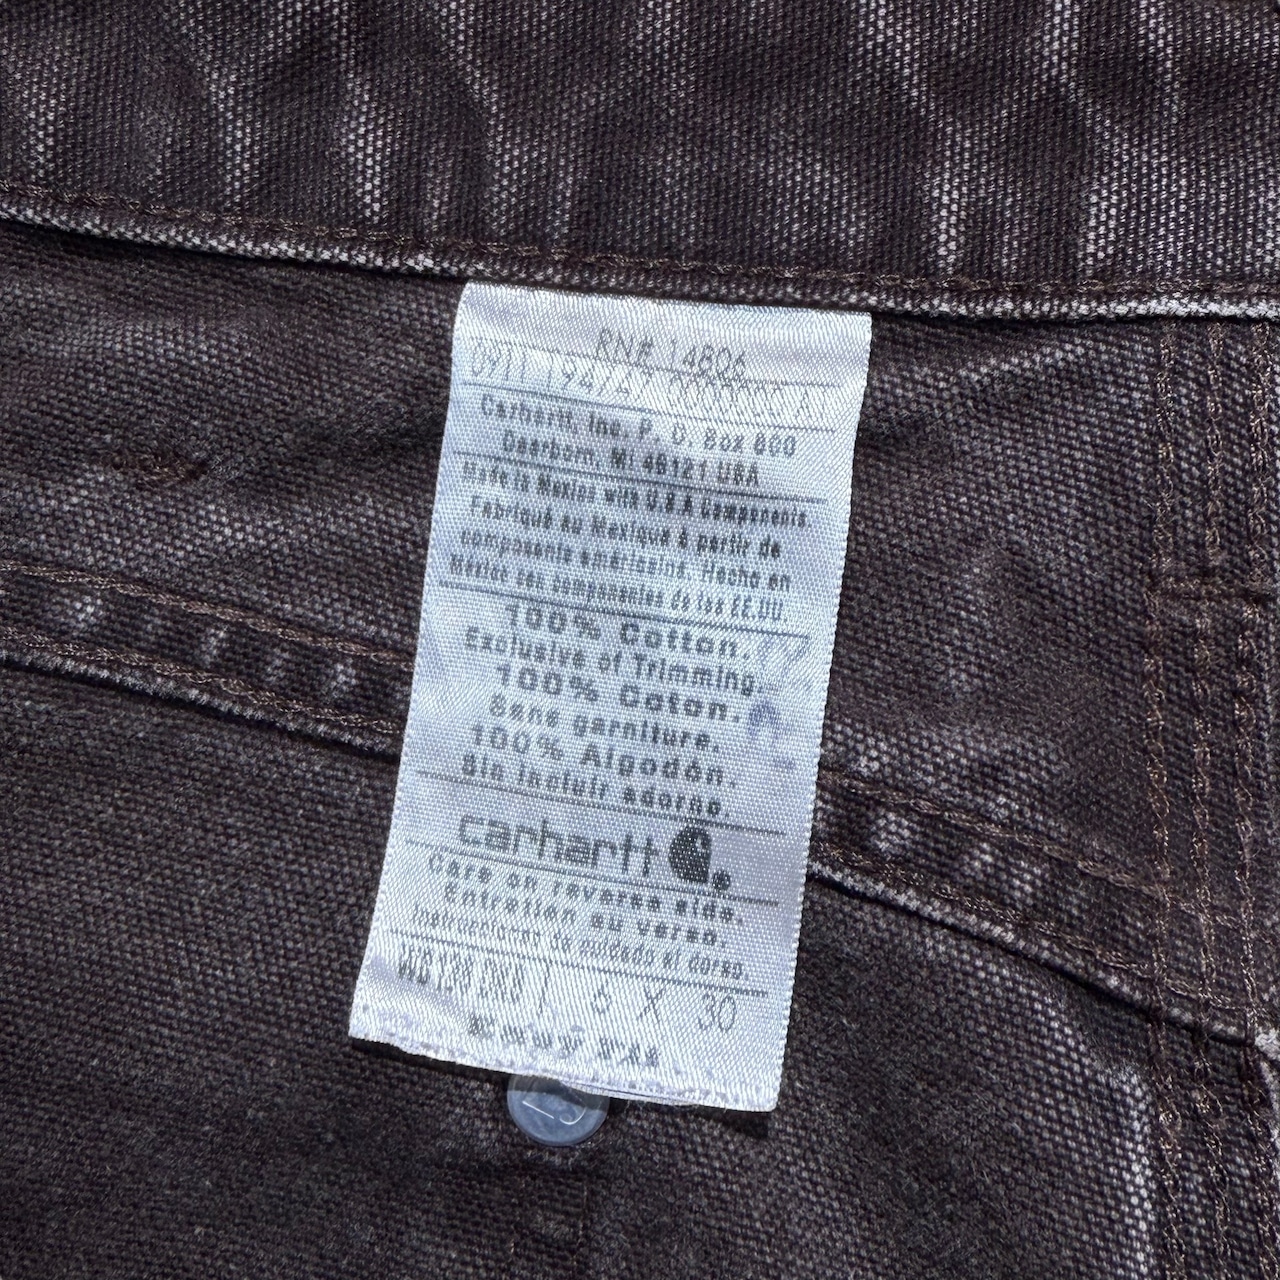 RN# 14806
Carhartt, Inc. P. O. Box 600
Dearborn, MI 48121 USA
Made in Mexico with U.S.A Components.
Fabriqué au Mexique à partir de
composants américains. Hecho en
Mexico con componentes de los EE.UU.
100% Cotton.
Exclusive of Trimming.
100% Coton.
Sans garniture.
100% Algodón.
Sin incluir adorno.
carhartt
Care on reverse side.
Entretien au verso.
Instrucciones de cuidado al dorso.
6 X 30